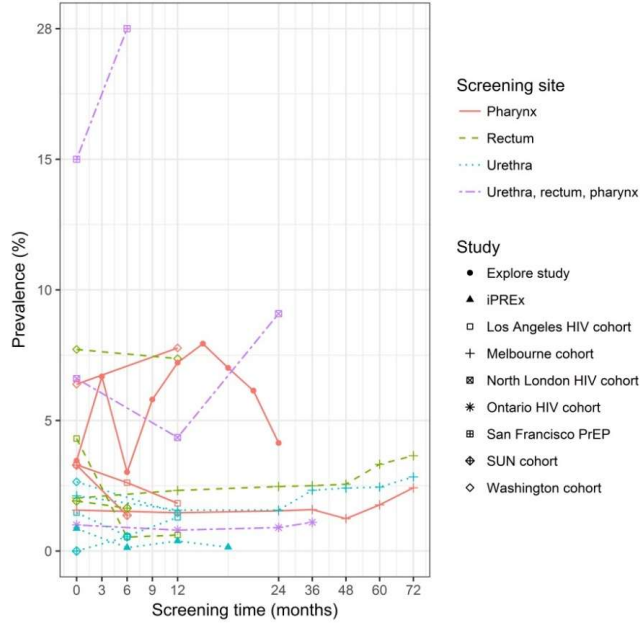 Prevalence (%)
28
15
10
5
0
0 3 6 9 12 24 36 48 60 72
Screening time (months)
Screening site
Pharynx
Rectum
Urethra
Urethra, rectum, pharynx
Study
Explore study
iPREx
Los Angeles HIV cohort
Melbourne cohort
North London HIV cohort
Ontario HIV cohort
San Francisco PrEP
SUN cohort
Washington cohort